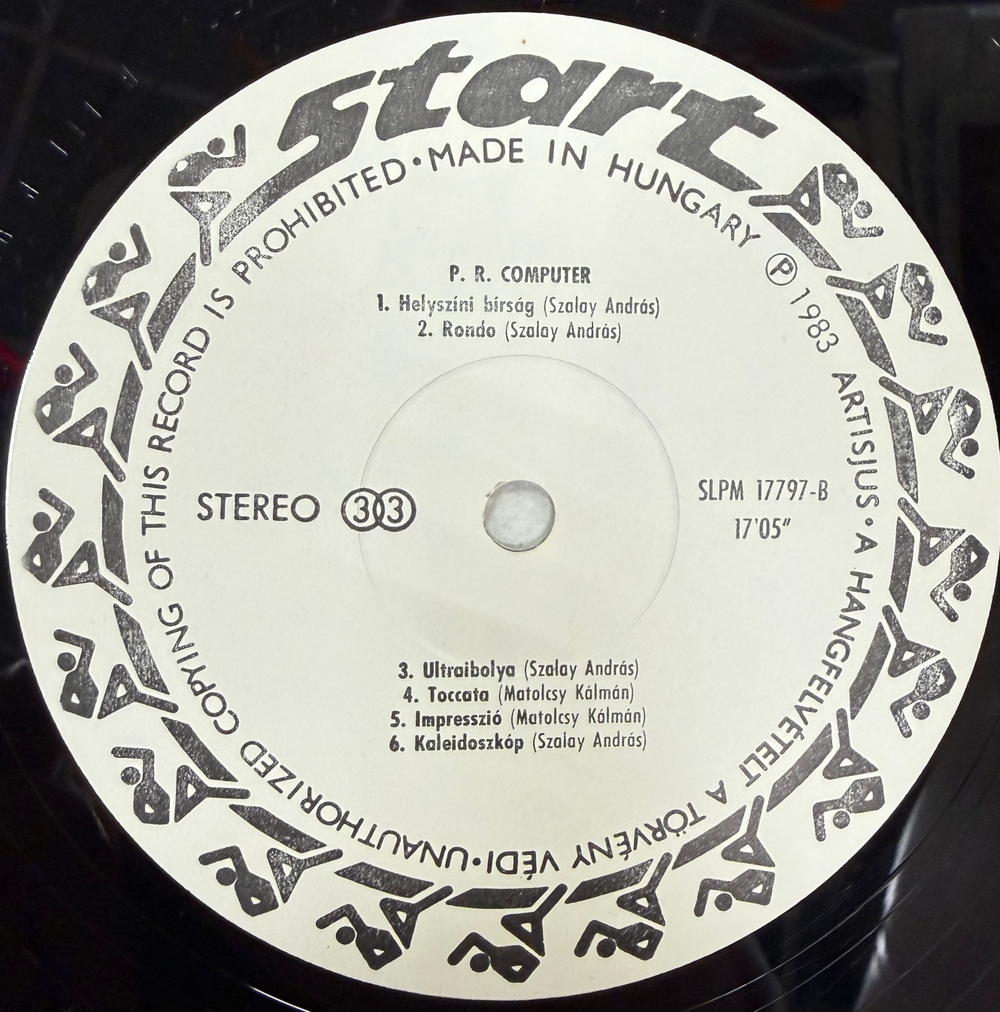 Start
UNAUTHORIZED COPYING OF THIS RECORD IS PROHIBITED • MADE IN HUNGARY Ⓟ 1983 ARTISJUS • A HANGFELVÉTELT A TÖRVÉNY VÉDI •
P. R. COMPUTER
1. Helyszíni bírság (Szalay András)
2. Rondo (Szalay András)
STEREO 33
SLPM 17797-B
17'05"
3. Ultraibolya (Szalay András)
4. Toccata (Matolcsy Kálmán)
5. Impresszió (Matolcsy Kálmán)
6. Kaleidoszkóp (Szalay András)